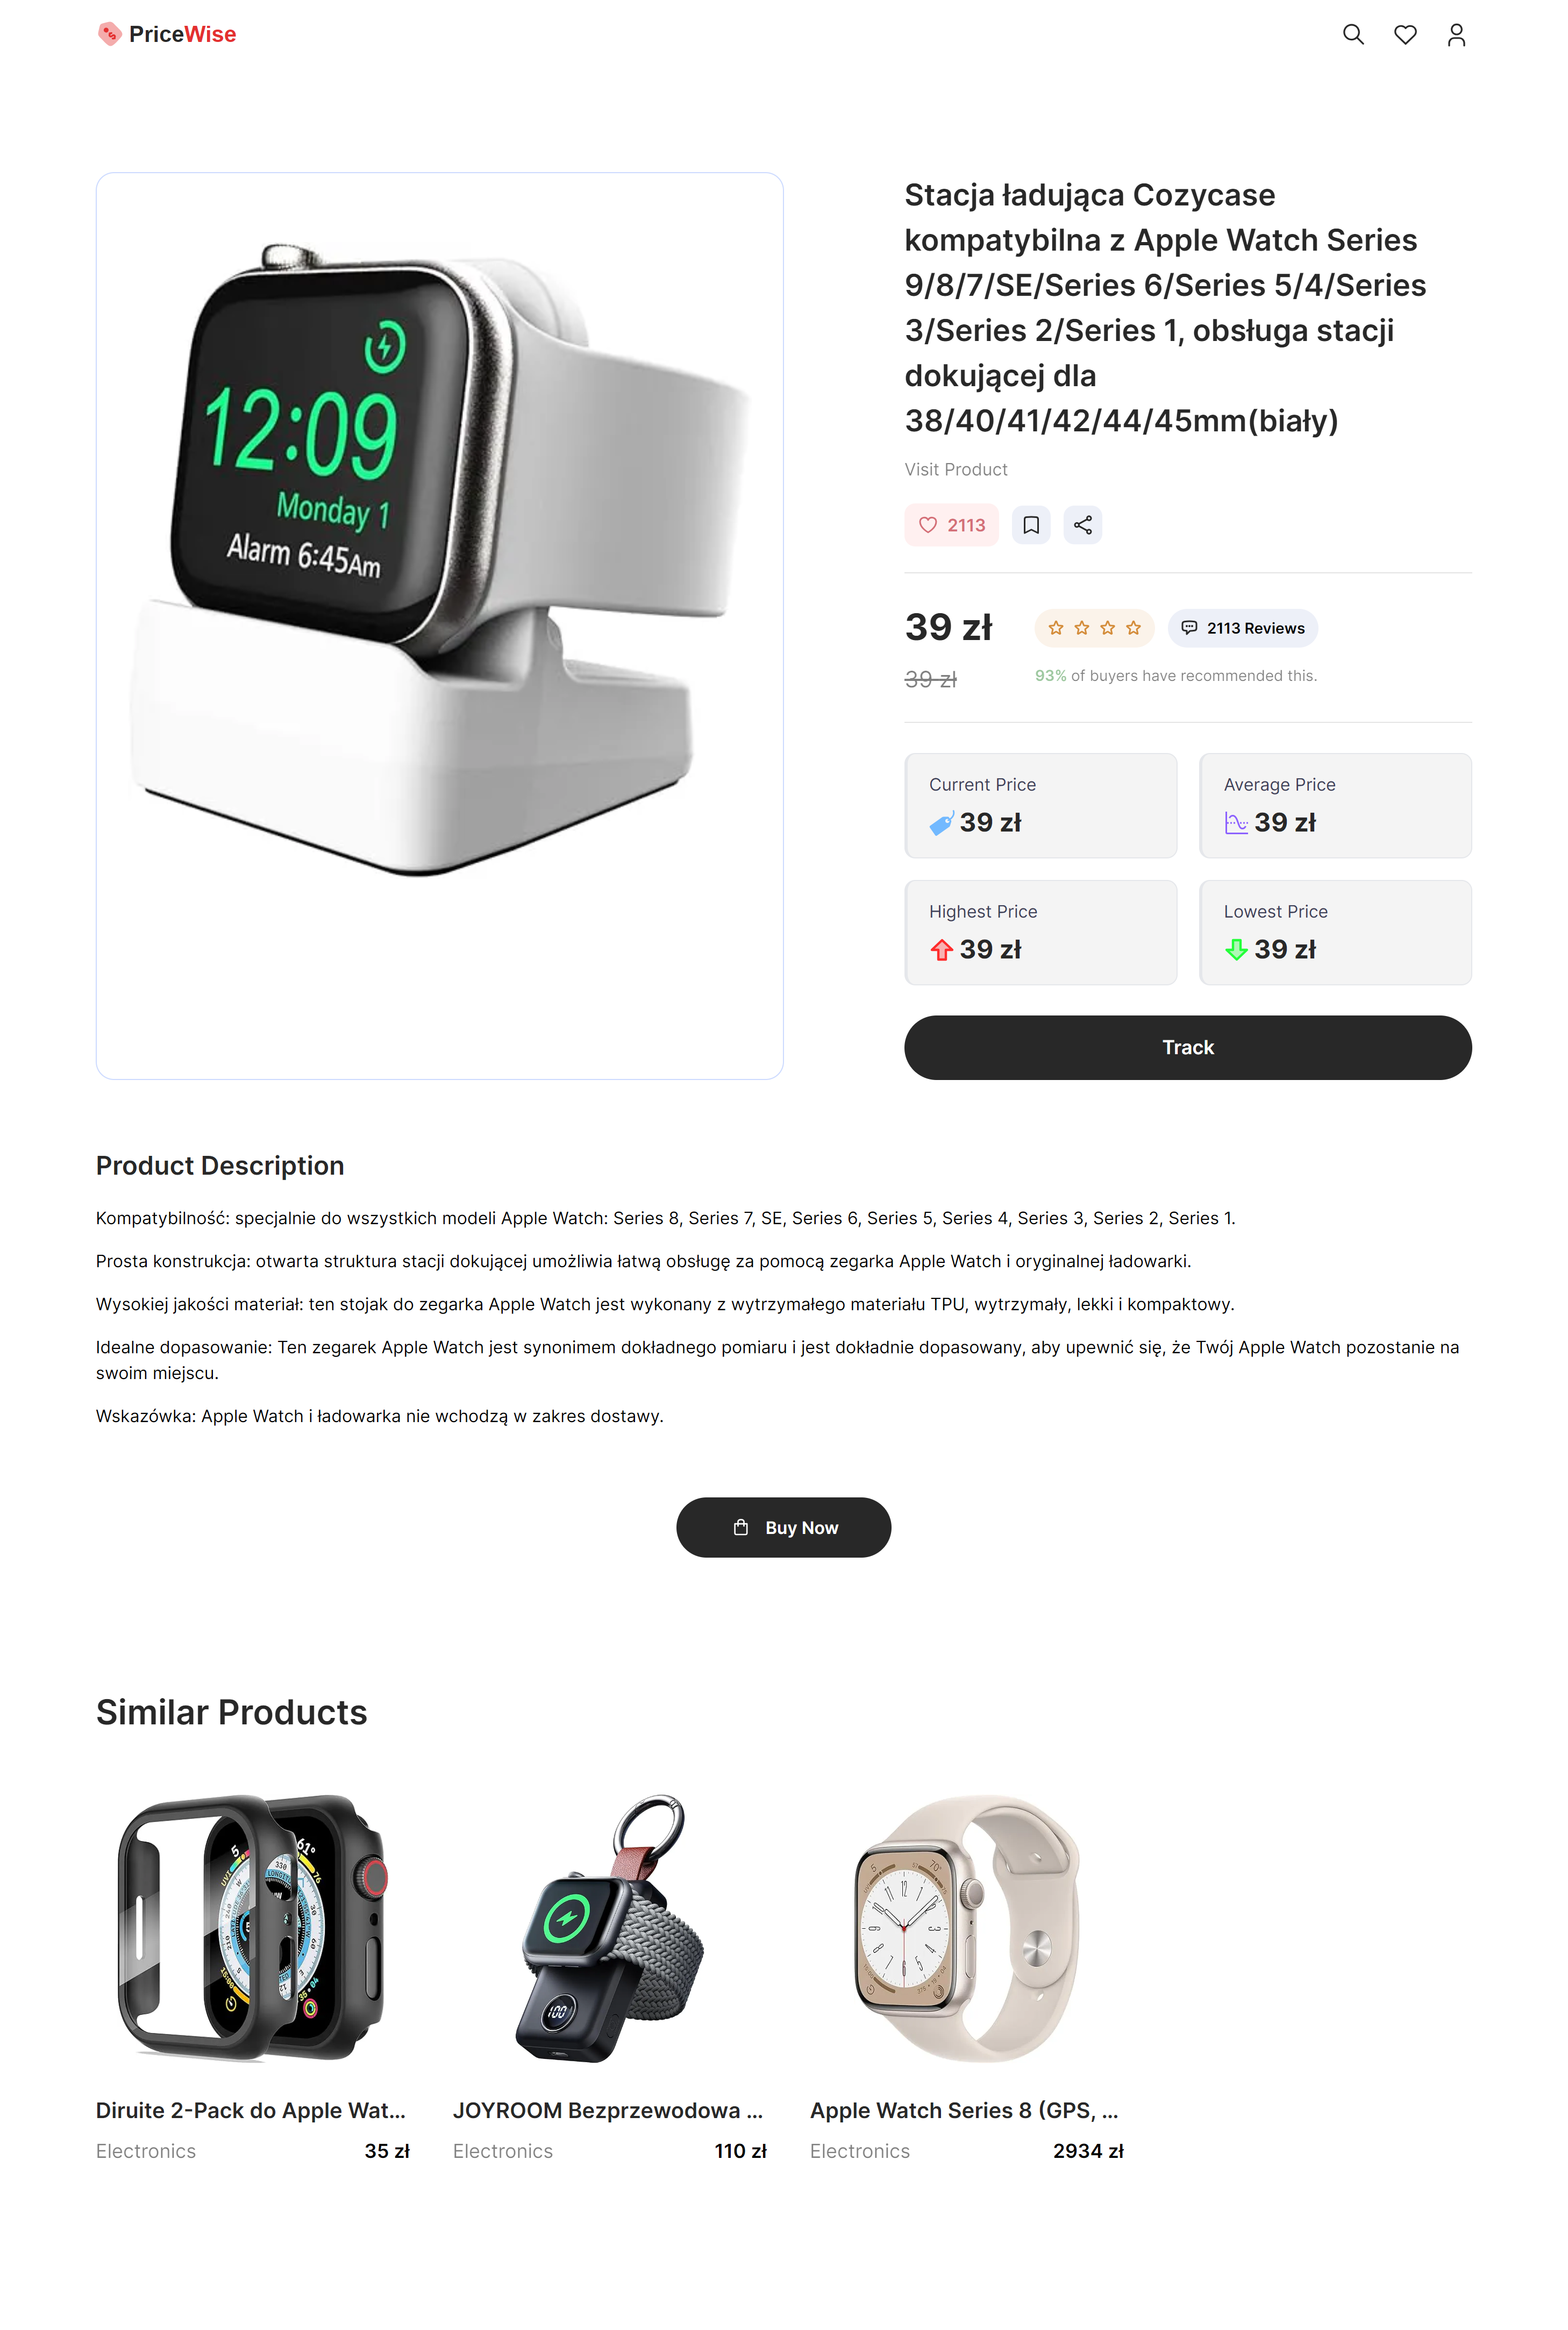 PriceWise
12:09
Monday 1
Alarm 6:45Am
Stacja ładująca Cozycase
kompatybilna z Apple Watch Series
9/8/7/SE/Series 6/Series 5/4/Series
3/Series 2/Series 1, obsługa stacji
dokującej dla
38/40/41/42/44/45mm(biały)
Visit Product
2113
39 zł
2113 Reviews
39 zł
93% of buyers have recommended this.
Current Price
39 zł
Average Price
39 zł
Highest Price
39 zł
Lowest Price
39 zł
Track
Product Description
Kompatybilność: specjalnie do wszystkich modeli Apple Watch: Series 8, Series 7, SE, Series 6, Series 5, Series 4, Series 3, Series 2, Series 1.
Prosta konstrukcja: otwarta struktura stacji dokującej umożliwia łatwą obsługę za pomocą zegarka Apple Watch i oryginalnej ładowarki.
Wysokiej jakości materiał: ten stojak do zegarka Apple Watch jest wykonany z wytrzymałego materiału TPU, wytrzymały, lekki i kompaktowy.
Idealne dopasowanie: Ten zegarek Apple Watch jest synonimem dokładnego pomiaru i jest dokładnie dopasowany, aby upewnić się, że Twój Apple Watch pozostanie na
swoim miejscu.
Wskazówka: Apple Watch i ładowarka nie wchodzą w zakres dostawy.
Buy Now
Similar Products
100
Diruite 2-Pack do Apple Wat...
Electronics
35 zł
JOYROOM Bezprzewodowa ...
Electronics
110 zł
Apple Watch Series 8 (GPS, ...
Electronics
2934 zł